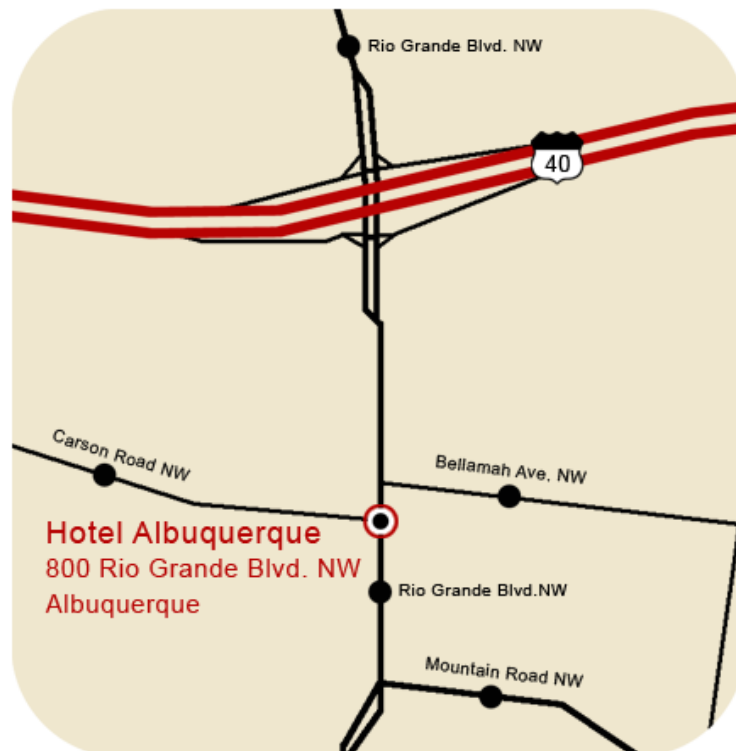 Rio Grande Blvd. NW
40
Carson Road NW
Bellamah Ave, NW
Hotel Albuquerque
800 Rio Grande Blvd. NW
Albuquerque
Rio Grande Blvd.NW
Mountain Road NW